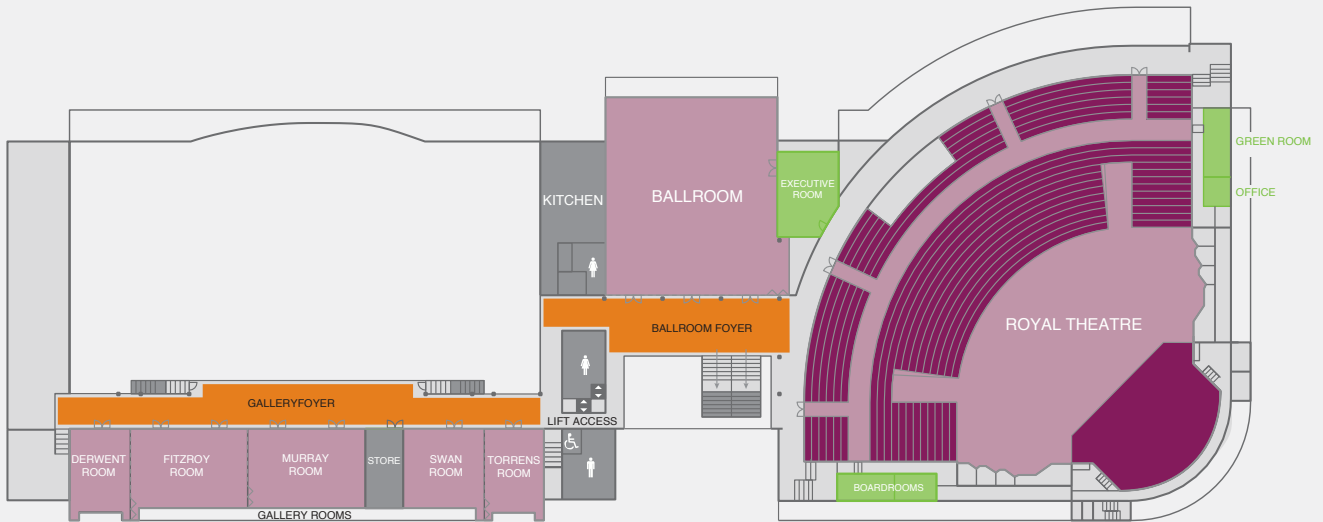 GREEN ROOM
OFFICE
EXECUTIVE
ROOM
KITCHEN
BALLROOM
BALLROOM FOYER
ROYAL THEATRE
GALLERYFOYER
LIFT ACCESS
DERWENT
ROOM
FITZROY
ROOM
MURRAY
ROOM
STORE
SWAN
ROOM
TORRENS
ROOM
BOARDROOMS
GALLERY ROOMS